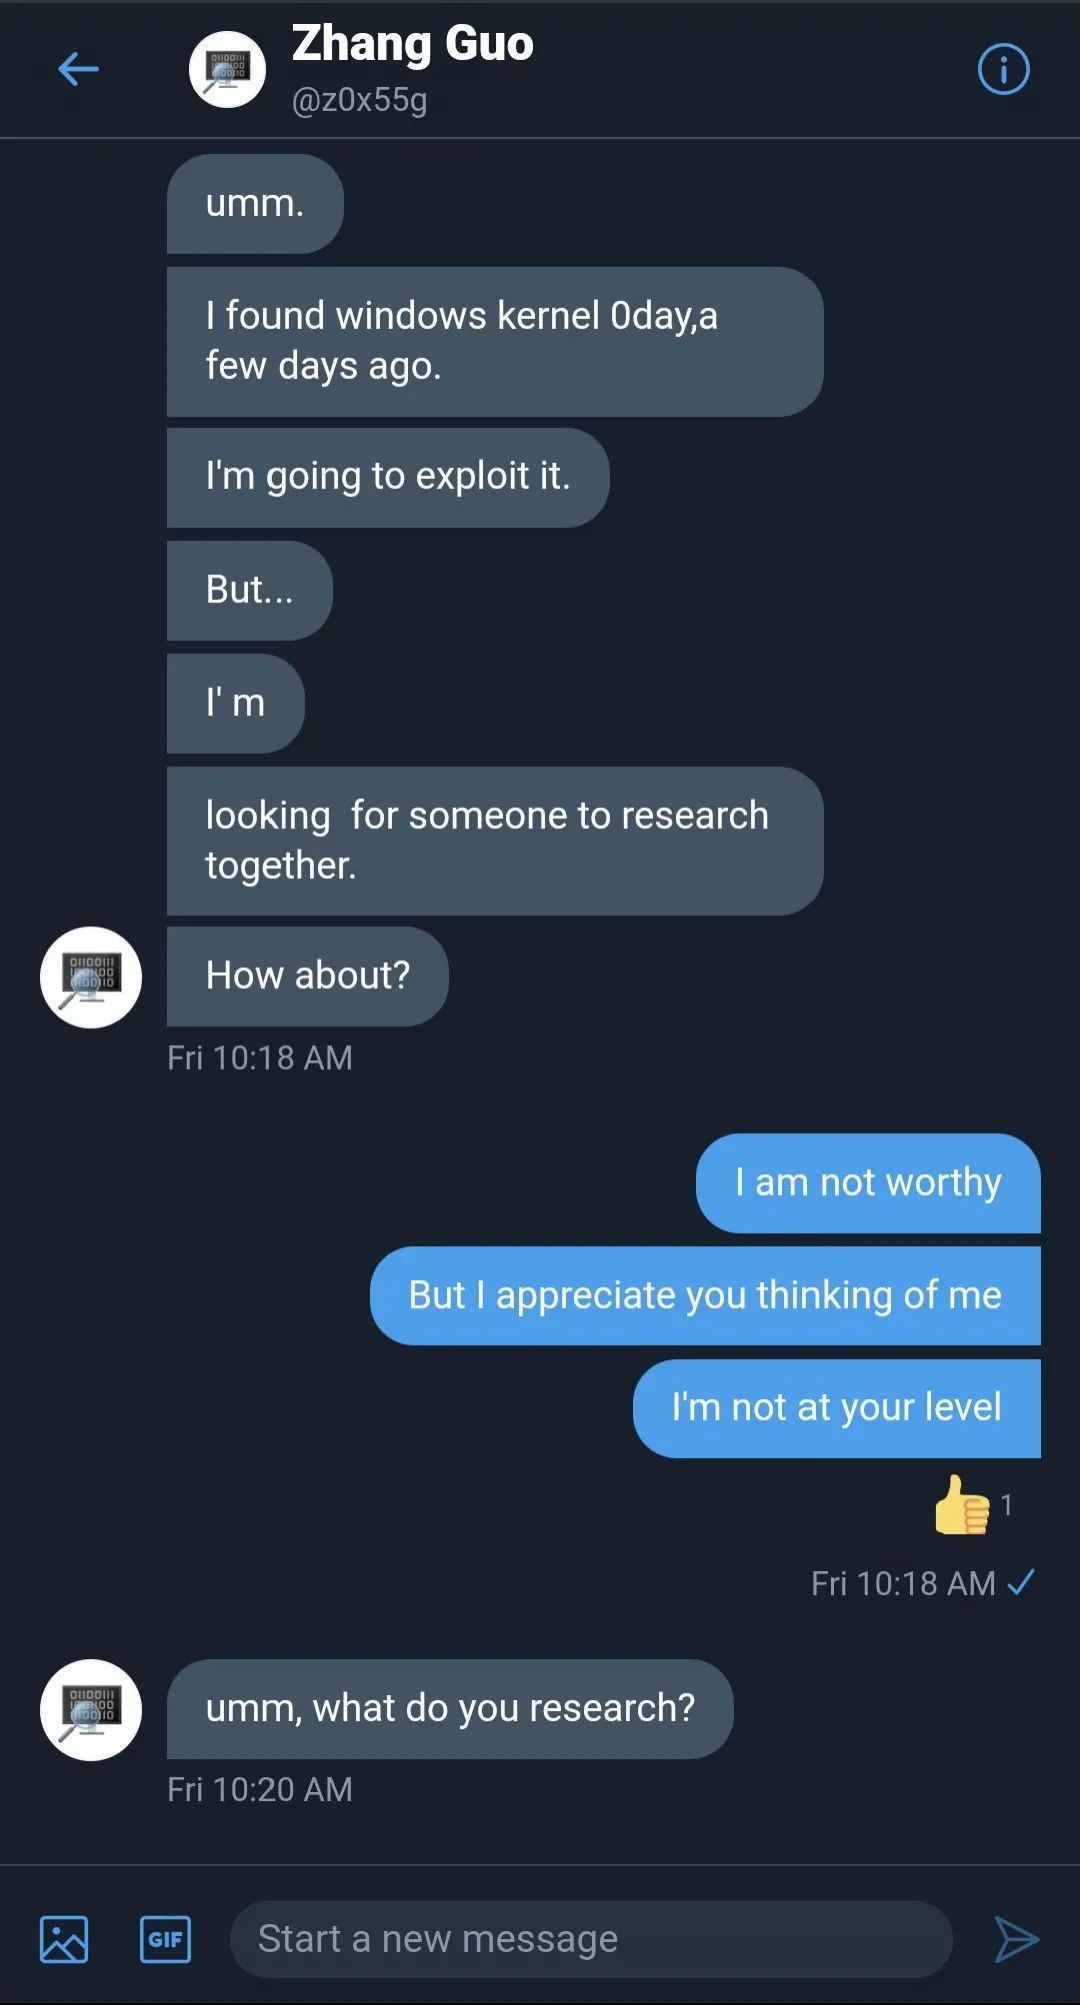 Zhang Guo
@z0x55g
umm.
I found windows kernel 0day,a
few days ago.
I'm going to exploit it.
But...
I' m
looking  for someone to research
together.
How about?
Fri 10:18 AM
I am not worthy
But I appreciate you thinking of me
I'm not at your level
👍 1
Fri 10:18 AM ✓
umm, what do you research?
Fri 10:20 AM
GIF
Start a new message